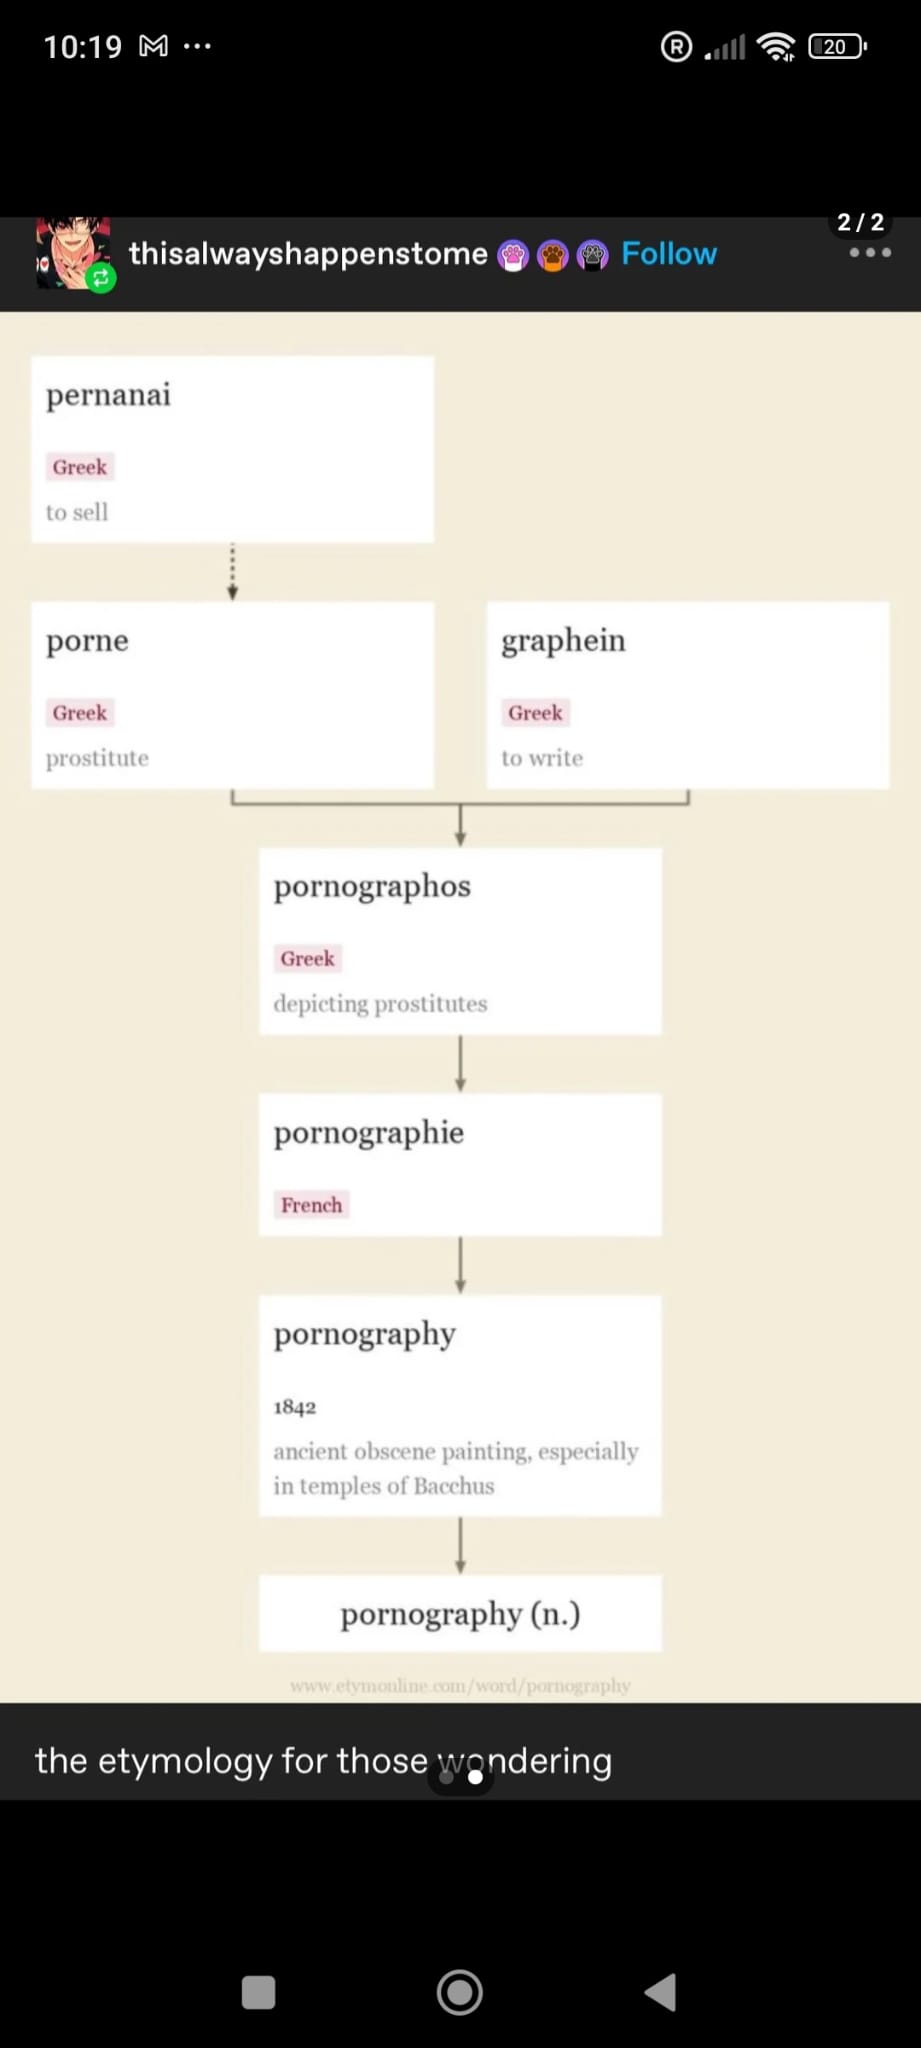 10:19
R
20
2/2
thisalwayshappenstome Follow
pernanai
Greek
to sell
porne
Greek
prostitute
graphein
Greek
to write
pornographos
Greek
depicting prostitutes
pornographie
French
pornography
1842
ancient obscene painting, especially
in temples of Bacchus
pornography (n.)
www.etymonline.com/word/pornography
the etymology for those wondering